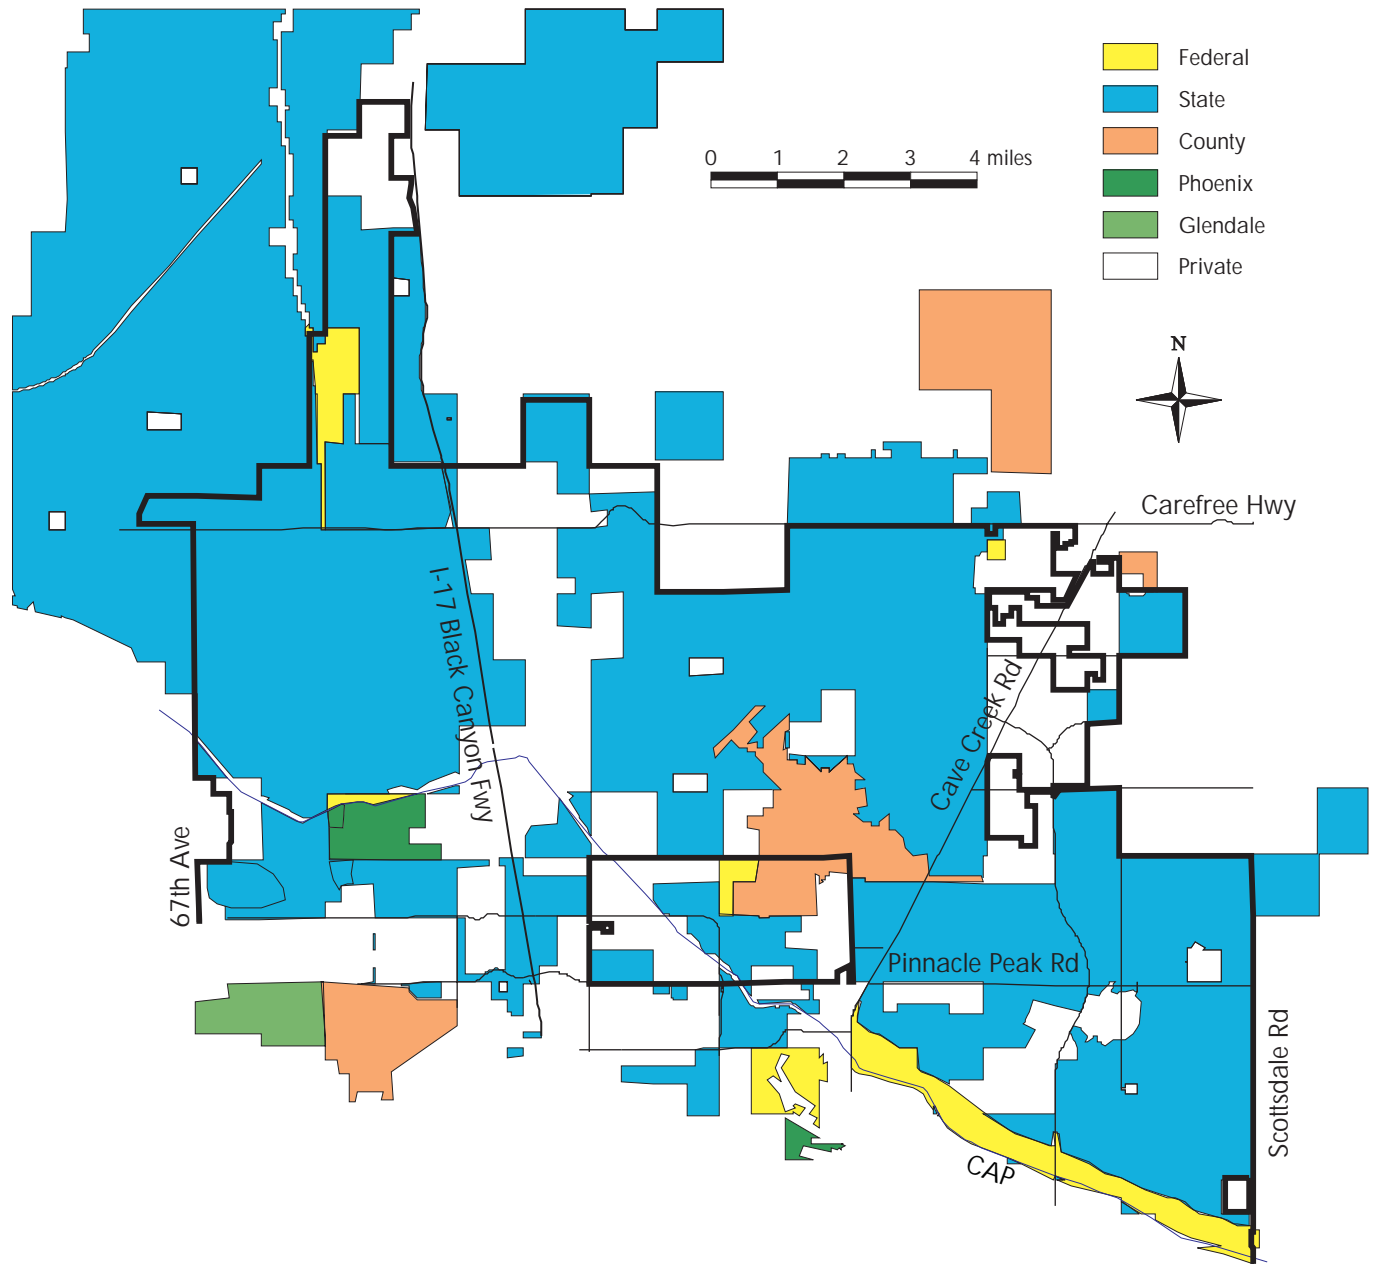 Federal
State
County
Phoenix
Glendale
Private
0 1 2 3 4 miles
N
Carefree Hwy
I-17 Black Canyon Fwy
Cave Creek Rd
67th Ave
Pinnacle Peak Rd
Scottsdale Rd
CAP